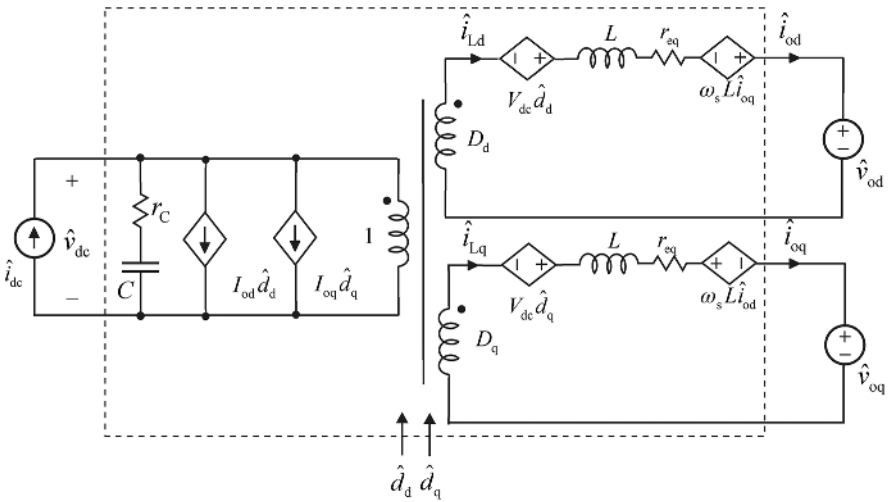 î_Ld
L
r_eq
î_od
− +
− +
V_dc d̂_d
ω_s L î_oq
D_d
+
−
v̂_od
+
r_C
v̂_dc
î_dc
−
C
I_od d̂_d
I_oq d̂_q
1
î_Lq
L
r_eq
î_oq
− +
+ −
V_dc d̂_q
ω_s L î_od
D_q
+
−
v̂_oq
d̂_d d̂_q